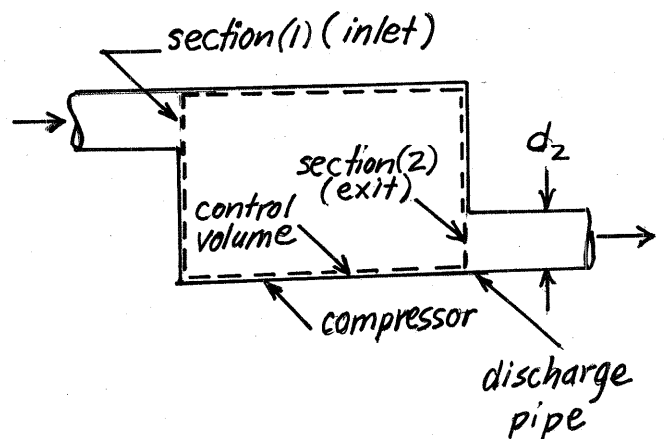 section(1) (inlet)
d2
section(2)
(exit)
control
volume
compressor
discharge
pipe